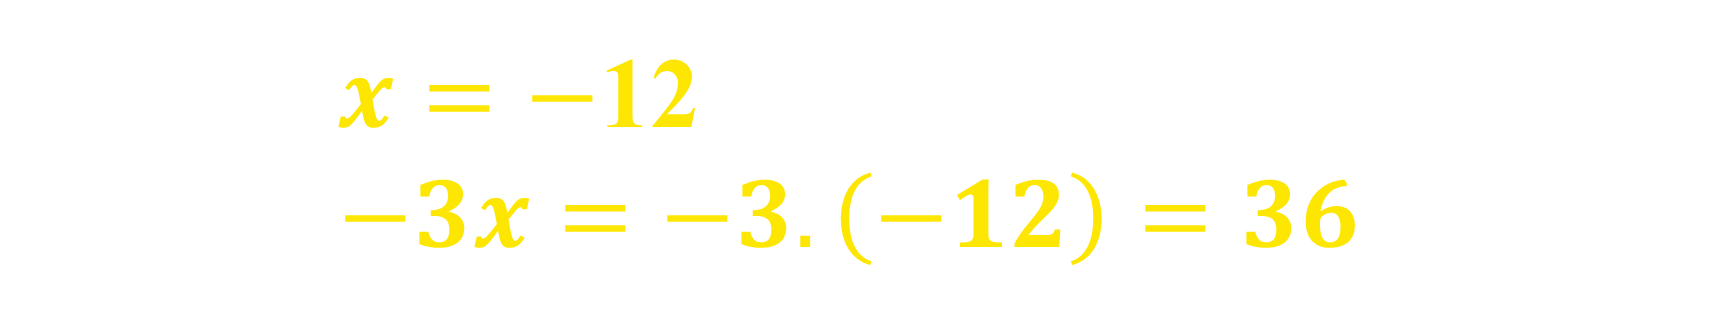 x = −12
−3x = −3. (−12) = 36